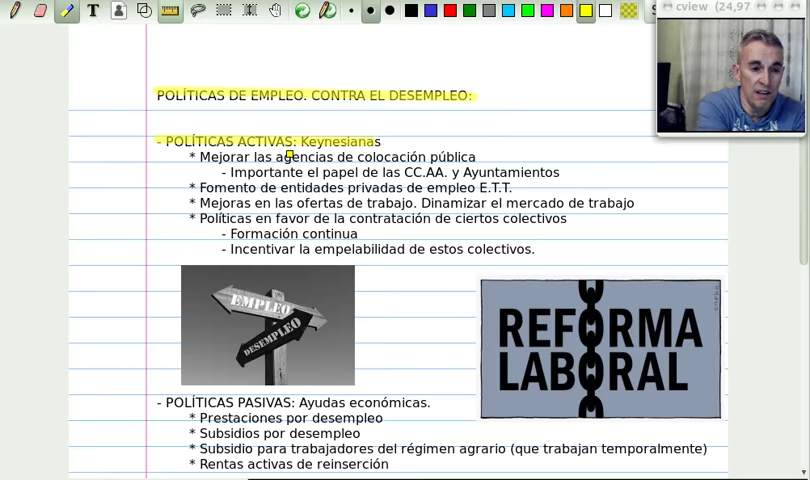 cview (24,97
POLÍTICAS DE EMPLEO. CONTRA EL DESEMPLEO:
- POLÍTICAS ACTIVAS: Keynesianas
* Mejorar las agencias de colocación pública
- Importante el papel de las CC.AA. y Ayuntamientos
* Fomento de entidades privadas de empleo E.T.T.
* Mejoras en las ofertas de trabajo. Dinamizar el mercado de trabajo
* Políticas en favor de la contratación de ciertos colectivos
- Formación continua
- Incentivar la empelabilidad de estos colectivos.
EMPLEO
DESEMPLEO
REFORMA
LABORAL
- POLÍTICAS PASIVAS: Ayudas económicas.
* Prestaciones por desempleo
* Subsidios por desempleo
* Subsidio para trabajadores del régimen agrario (que trabajan temporalmente)
* Rentas activas de reinserción